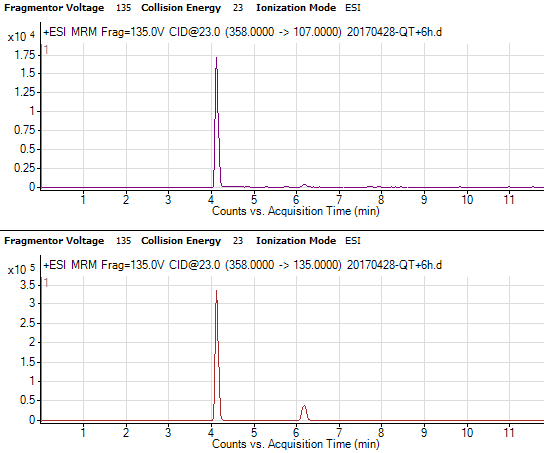 Fragmentor Voltage 135 Collision Energy 23 Ionization Mode ESI
x10 4 +ESI MRM Frag=135.0V CID@23.0 (358.0000 -> 107.0000) 20170428-QT+6h.d
1
1.75
1.5
1.25
1
0.75
0.5
0.25
0
1 2 3 4 5 6 7 8 9 10 11
Counts vs. Acquisition Time (min)
Fragmentor Voltage 135 Collision Energy 23 Ionization Mode ESI
x10 5 +ESI MRM Frag=135.0V CID@23.0 (358.0000 -> 135.0000) 20170428-QT+6h.d
1
3.5
3
2.5
2
1.5
1
0.5
0
1 2 3 4 5 6 7 8 9 10 11
Counts vs. Acquisition Time (min)